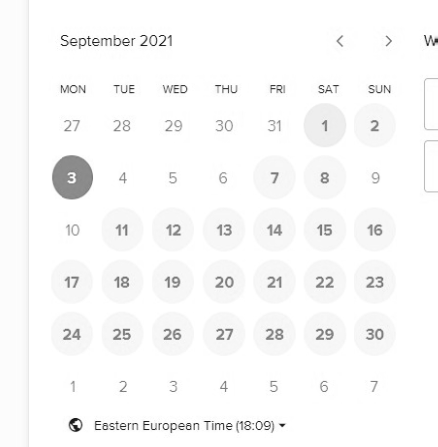 September 2021
MON TUE WED THU FRI SAT SUN
27 28 29 30 31 1 2
3 4 5 6 7 8 9
10 11 12 13 14 15 16
17 18 19 20 21 22 23
24 25 26 27 28 29 30
1 2 3 4 5 6 7
Eastern European Time (18:09)